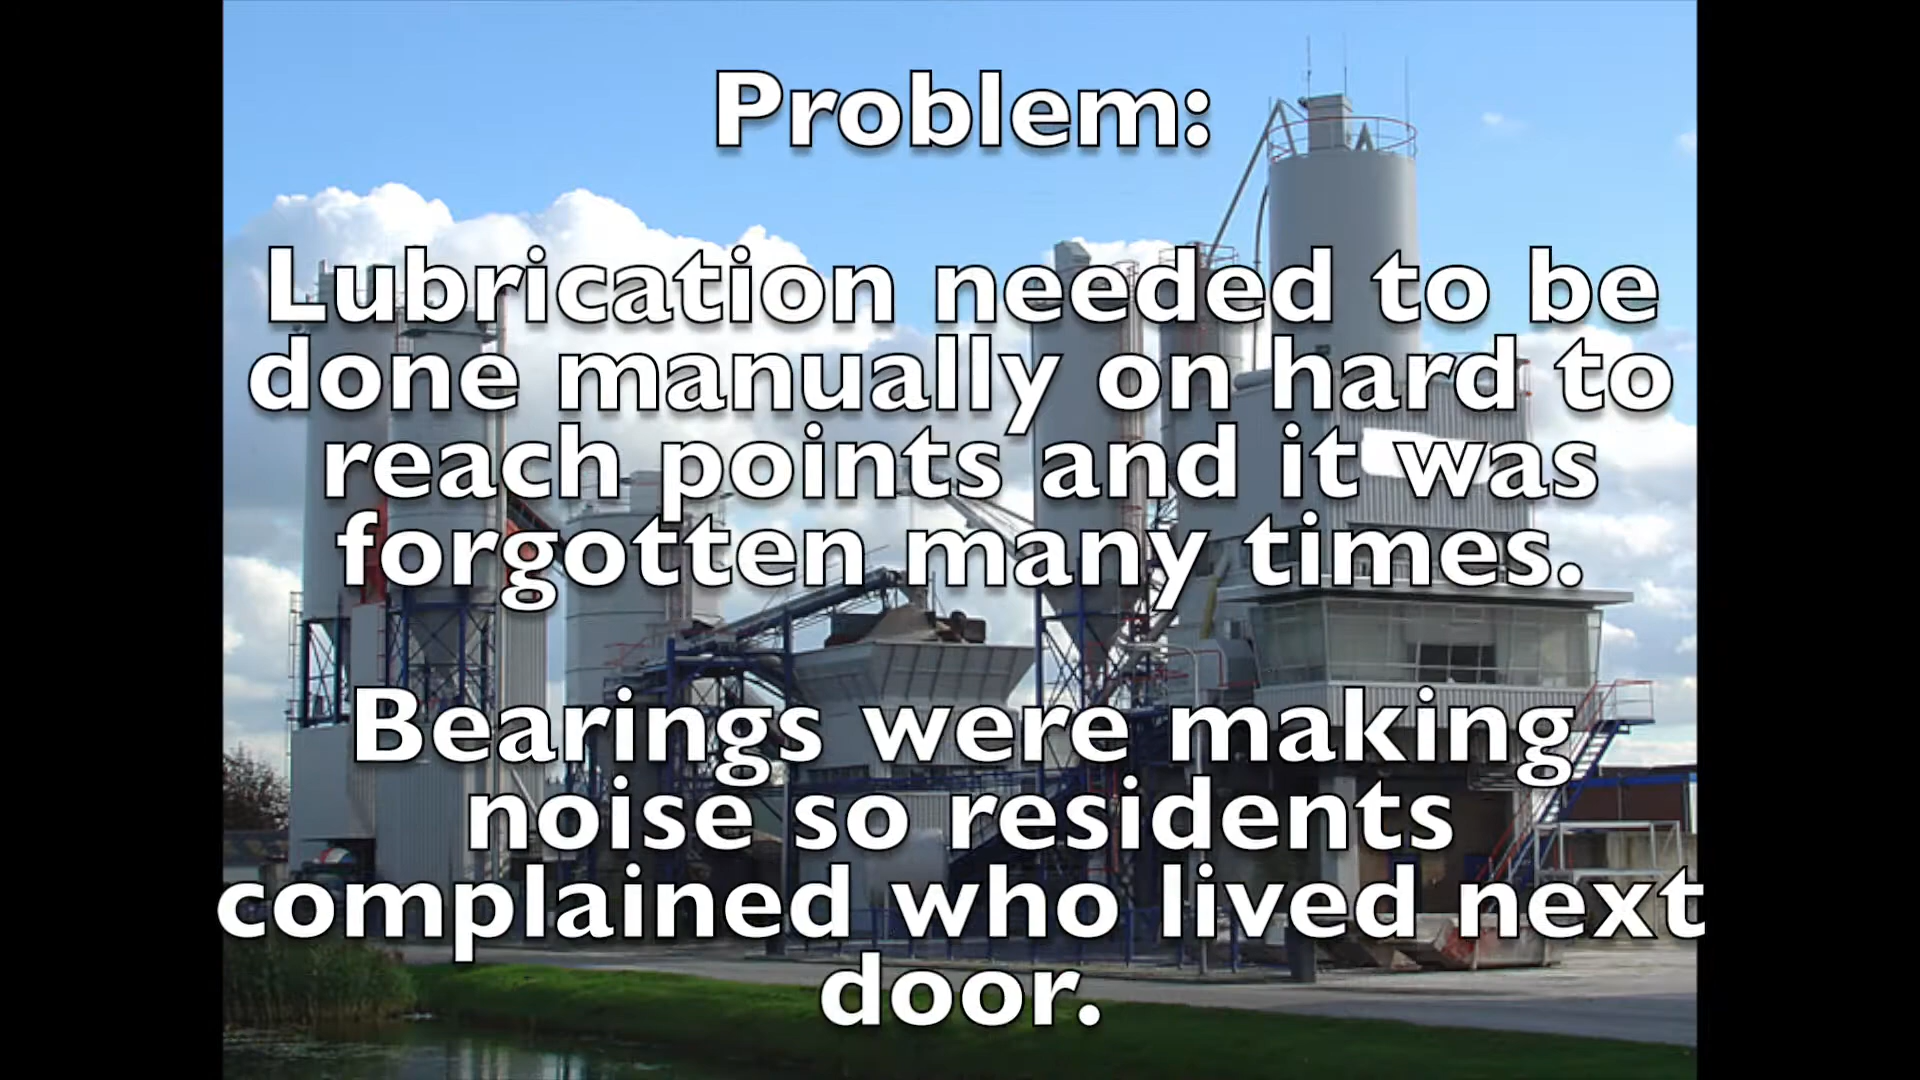 Problem:
Lubrication needed to be
done manually on hard to
reach points and it was
forgotten many times.
Bearings were making
noise so residents
complained who lived next
door.